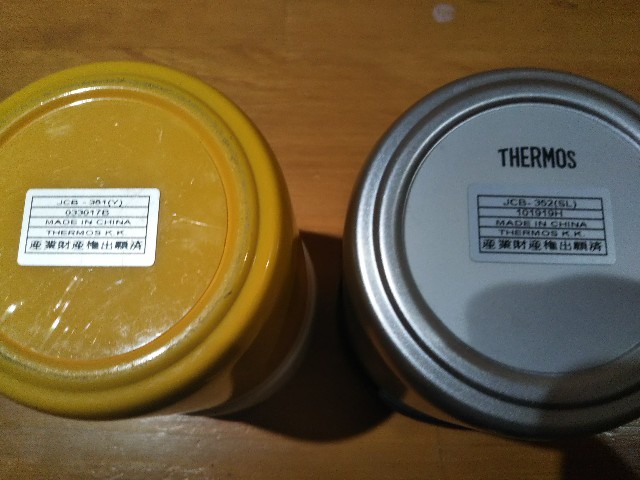 JCB - 351(Y)
033017B
MADE IN CHINA
THERMOS K.K.
産業財産権出願済
THERMOS
JCB- 352(SL)
101919H
MADE IN CHINA
THERMOS K.K.
産業財産権出願済